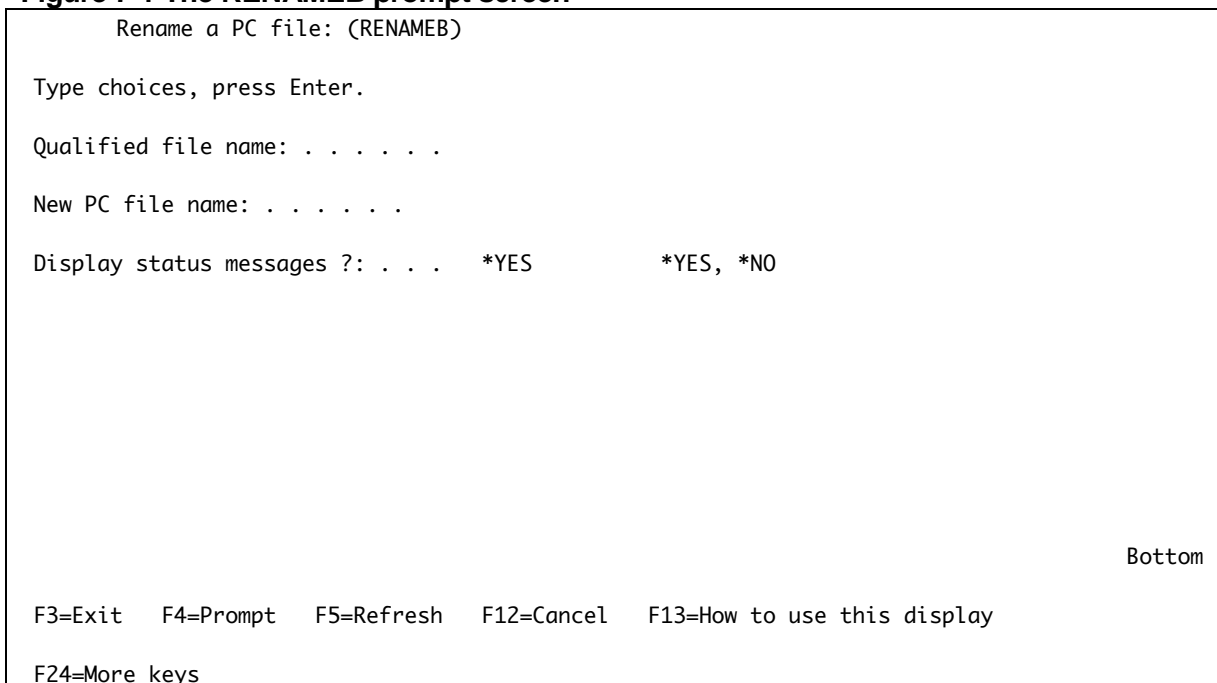 Rename a PC file: (RENAMEB)
Type choices, press Enter.
Qualified file name: . . . . . .
New PC file name: . . . . . .
Display status messages ?: . . . *YES *YES, *NO
Bottom
F3=Exit F4=Prompt F5=Refresh F12=Cancel F13=How to use this display
F24=More keys